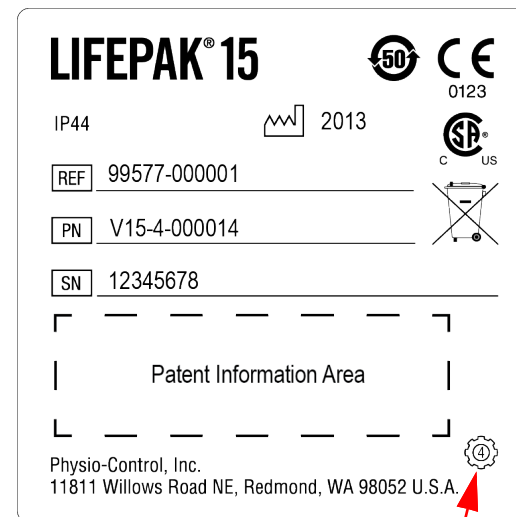 LIFEPAK® 15
50
CE
0123
IP44
2013
SA®
C US
REF 99577-000001
PN V15-4-000014
SN 12345678
Patent Information Area
4
Physio-Control, Inc.
11811 Willows Road NE, Redmond, WA 98052 U.S.A.